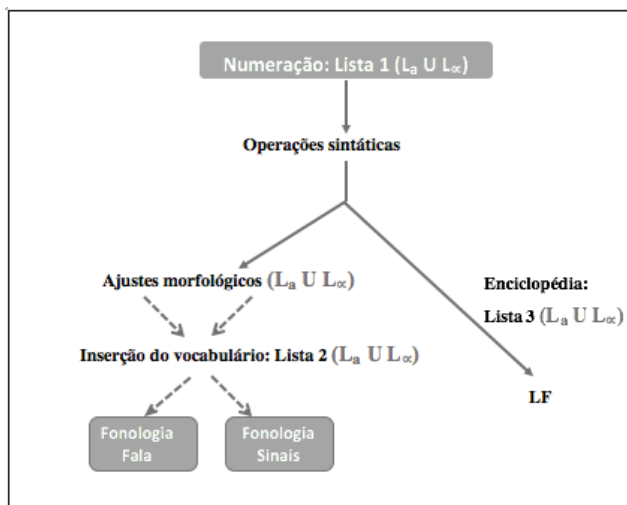 Numeração: Lista 1 (Lₐ U L∝)
Operações sintáticas
Ajustes morfológicos (Lₐ U L∝)
Enciclopédia:
Lista 3 (Lₐ U L∝)
Inserção do vocabulário: Lista 2 (Lₐ U L∝)
LF
Fonologia
Fala
Fonologia
Sinais